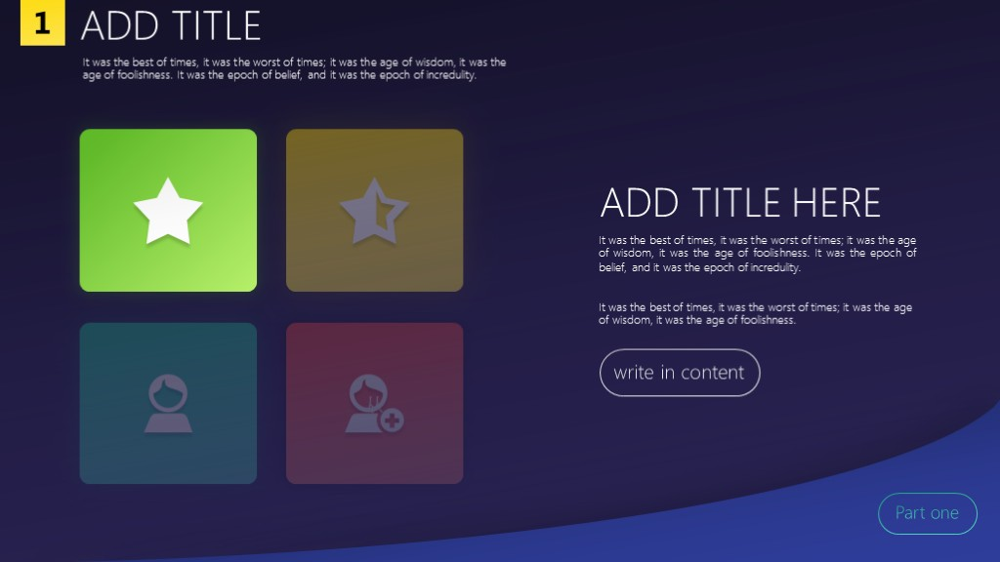 1
ADD TITLE
It was the best of times, it was the worst of times; it was the age of wisdom, it was the
age of foolishness. It was the epoch of belief, and it was the epoch of incredulity.
ADD TITLE HERE
It was the best of times, it was the worst of times; it was the age
of wisdom, it was the age of foolishness. It was the epoch of
belief, and it was the epoch of incredulity.
It was the best of times, it was the worst of times; it was the age
of wisdom, it was the age of foolishness.
write in content
Part one